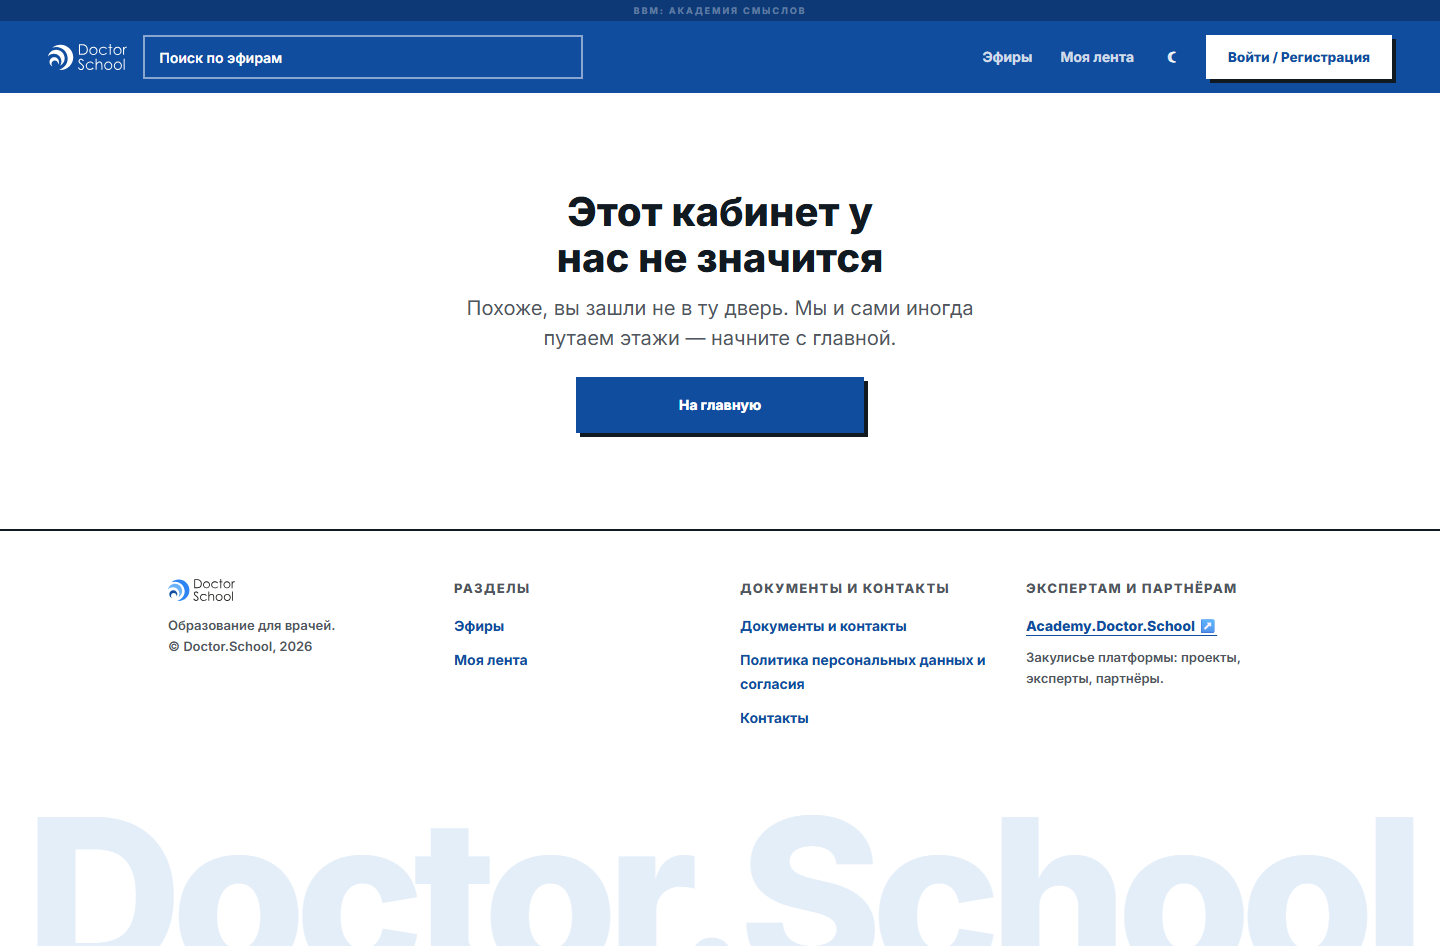 ВВМ: АКАДЕМИЯ СМЫСЛОВ
Doctor
School
Поиск по эфирам
Эфиры
Моя лента
Войти / Регистрация
Этот кабинет у
нас не значится
Похоже, вы зашли не в ту дверь. Мы и сами иногда
путаем этажи — начните с главной.
На главную
Doctor
School
Образование для врачей.
© Doctor.School, 2026
РАЗДЕЛЫ
Эфиры
Моя лента
ДОКУМЕНТЫ И КОНТАКТЫ
Документы и контакты
Политика персональных данных и
согласия
Контакты
ЭКСПЕРТАМ И ПАРТНЁРАМ
Academy.Doctor.School
Закулисье платформы: проекты,
эксперты, партнёры.
Doctor.School